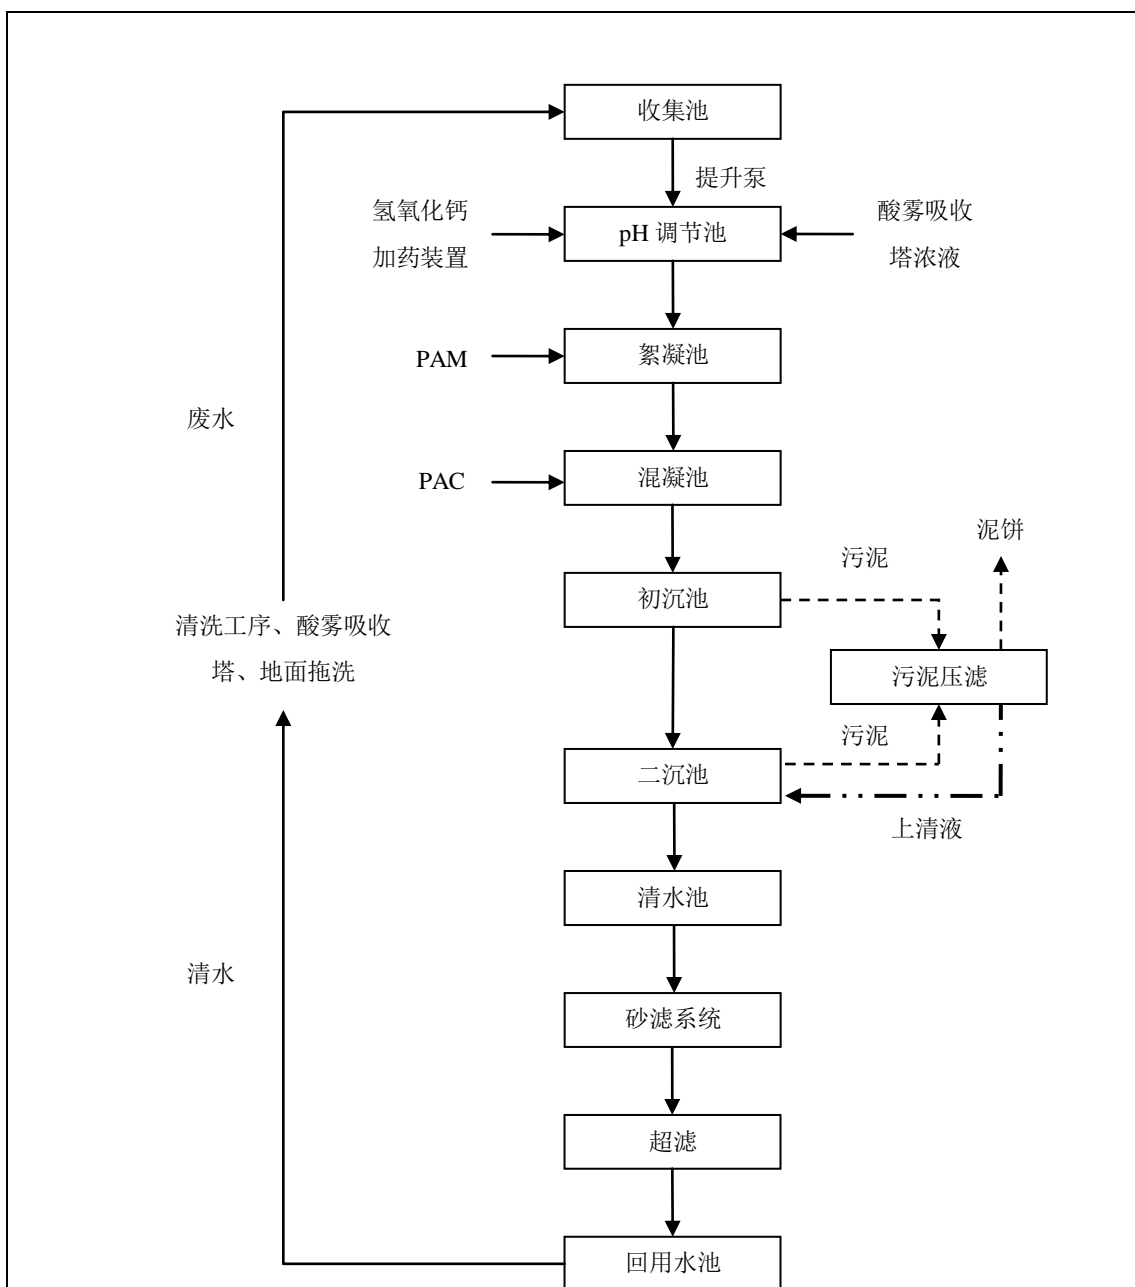 收集池
提升泵
氢氧化钙
加药装置
pH 调节池
酸雾吸收
塔浓液
PAM
絮凝池
废水
PAC
混凝池
泥饼
污泥
初沉池
清洗工序、酸雾吸收
塔、地面拖洗
污泥压滤
污泥
二沉池
上清液
清水池
清水
砂滤系统
超滤
回用水池